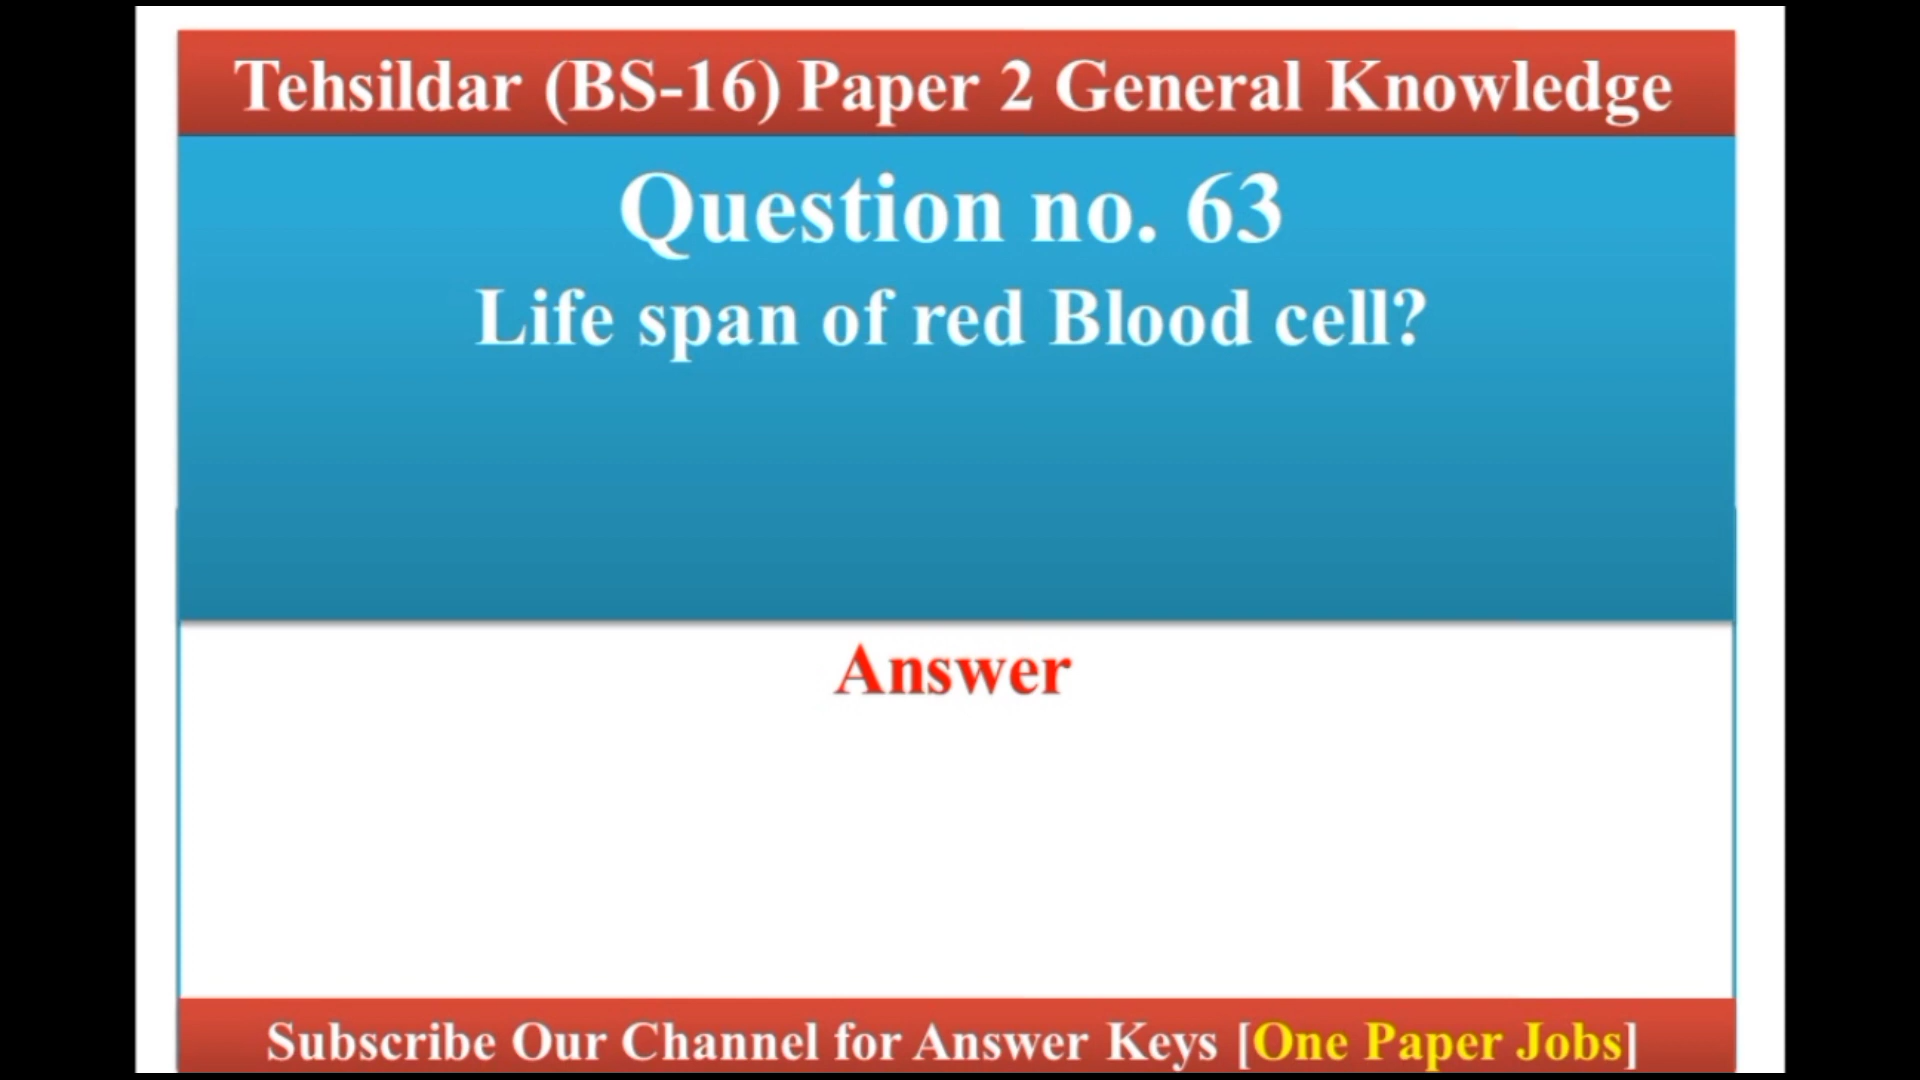 Tehsildar (BS-16) Paper 2 General Knowledge
Question no. 63
Life span of red Blood cell?
Answer
Subscribe Our Channel for Answer Keys [One Paper Jobs]